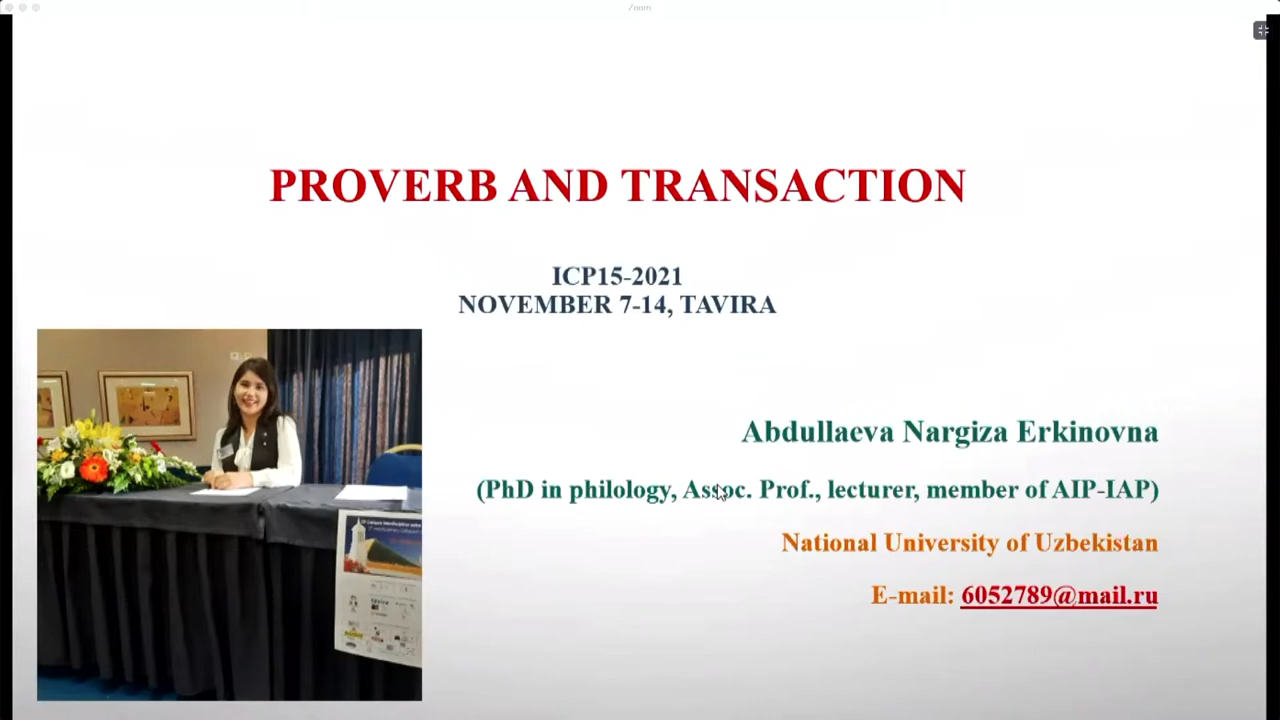 PROVERB AND TRANSACTION
ICP15-2021
NOVEMBER 7-14, TAVIRA
Abdullaeva Nargiza Erkinovna
(PhD in philology, Assoc. Prof., lecturer, member of AIP-IAP)
National University of Uzbekistan
E-mail: 6052789@mail.ru